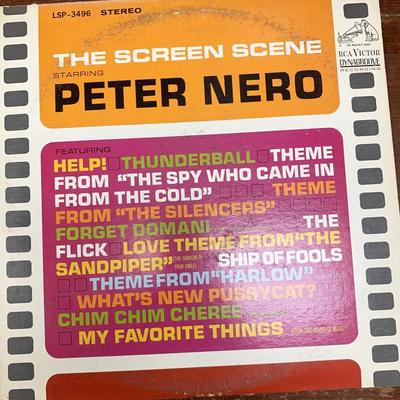 LSP-3496 STEREO
THE SCREEN SCENE
STARRING
PETER NERO
"HIS MASTER'S VOICE"
RCA VICTOR
DYNAGROOVE
RECORDING
FEATURING
HELP! THUNDERBALL THEME
FROM "THE SPY WHO CAME IN
FROM THE COLD" THEME
FROM "THE SILENCERS"
FORGET DOMANI THE
FLICK LOVE THEME FROM "THE
SANDPIPER" (THE SHADOW OF YOUR SMILE) SHIP OF FOOLS
THEME FROM "HARLOW"
WHAT'S NEW PUSSYCAT?
CHIM CHIM CHEREE
MY FAVORITE THINGS (FROM "THE SOUND OF MUSIC")